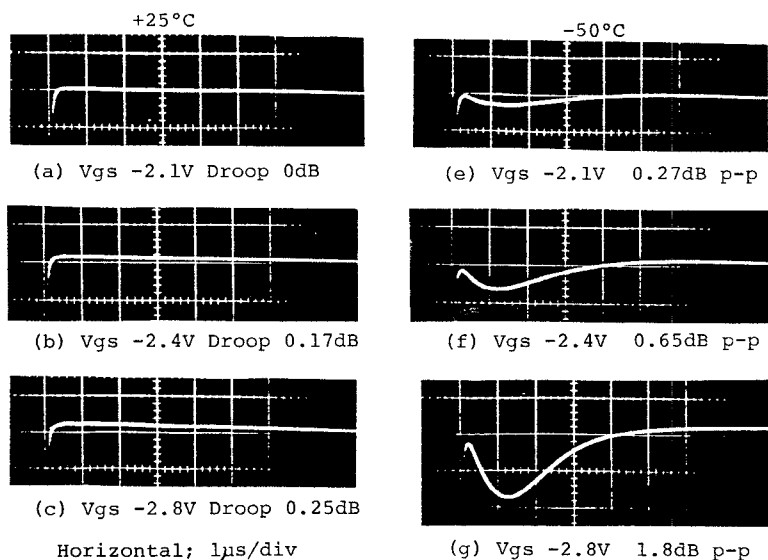 +25°C
(a) Vgs -2.1V Droop 0dB
(b) Vgs -2.4V Droop 0.17dB
(c) Vgs -2.8V Droop 0.25dB
Horizontal; 1µs/div
-50°C
(e) Vgs -2.1V 0.27dB p-p
(f) Vgs -2.4V 0.65dB p-p
(g) Vgs -2.8V 1.8dB p-p